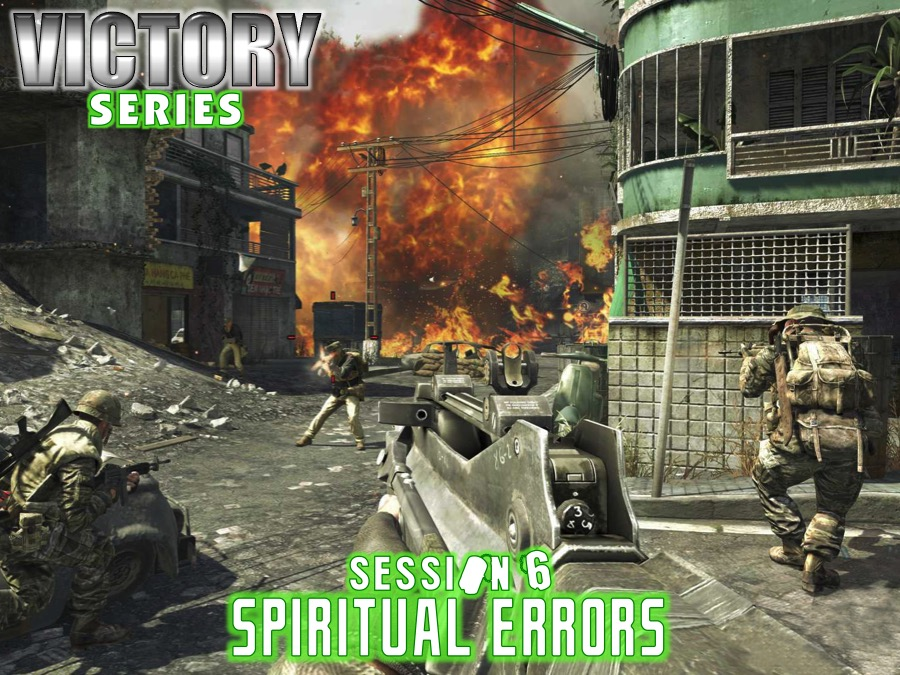 VICTORY
SERIES
SESSION 6
SPIRITUAL ERRORS